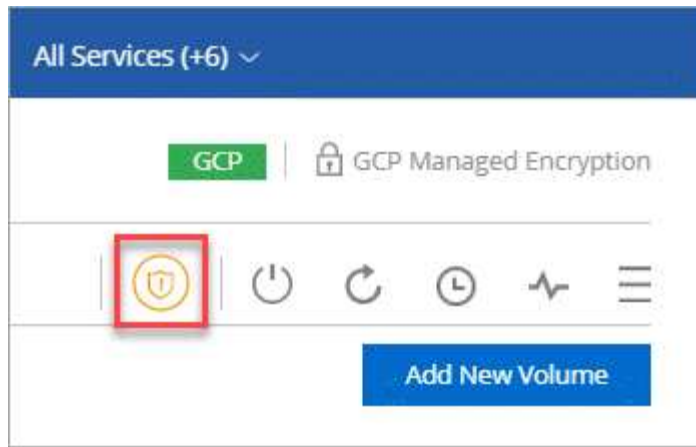 All Services (+6)
GCP
GCP Managed Encryption
Add New Volume